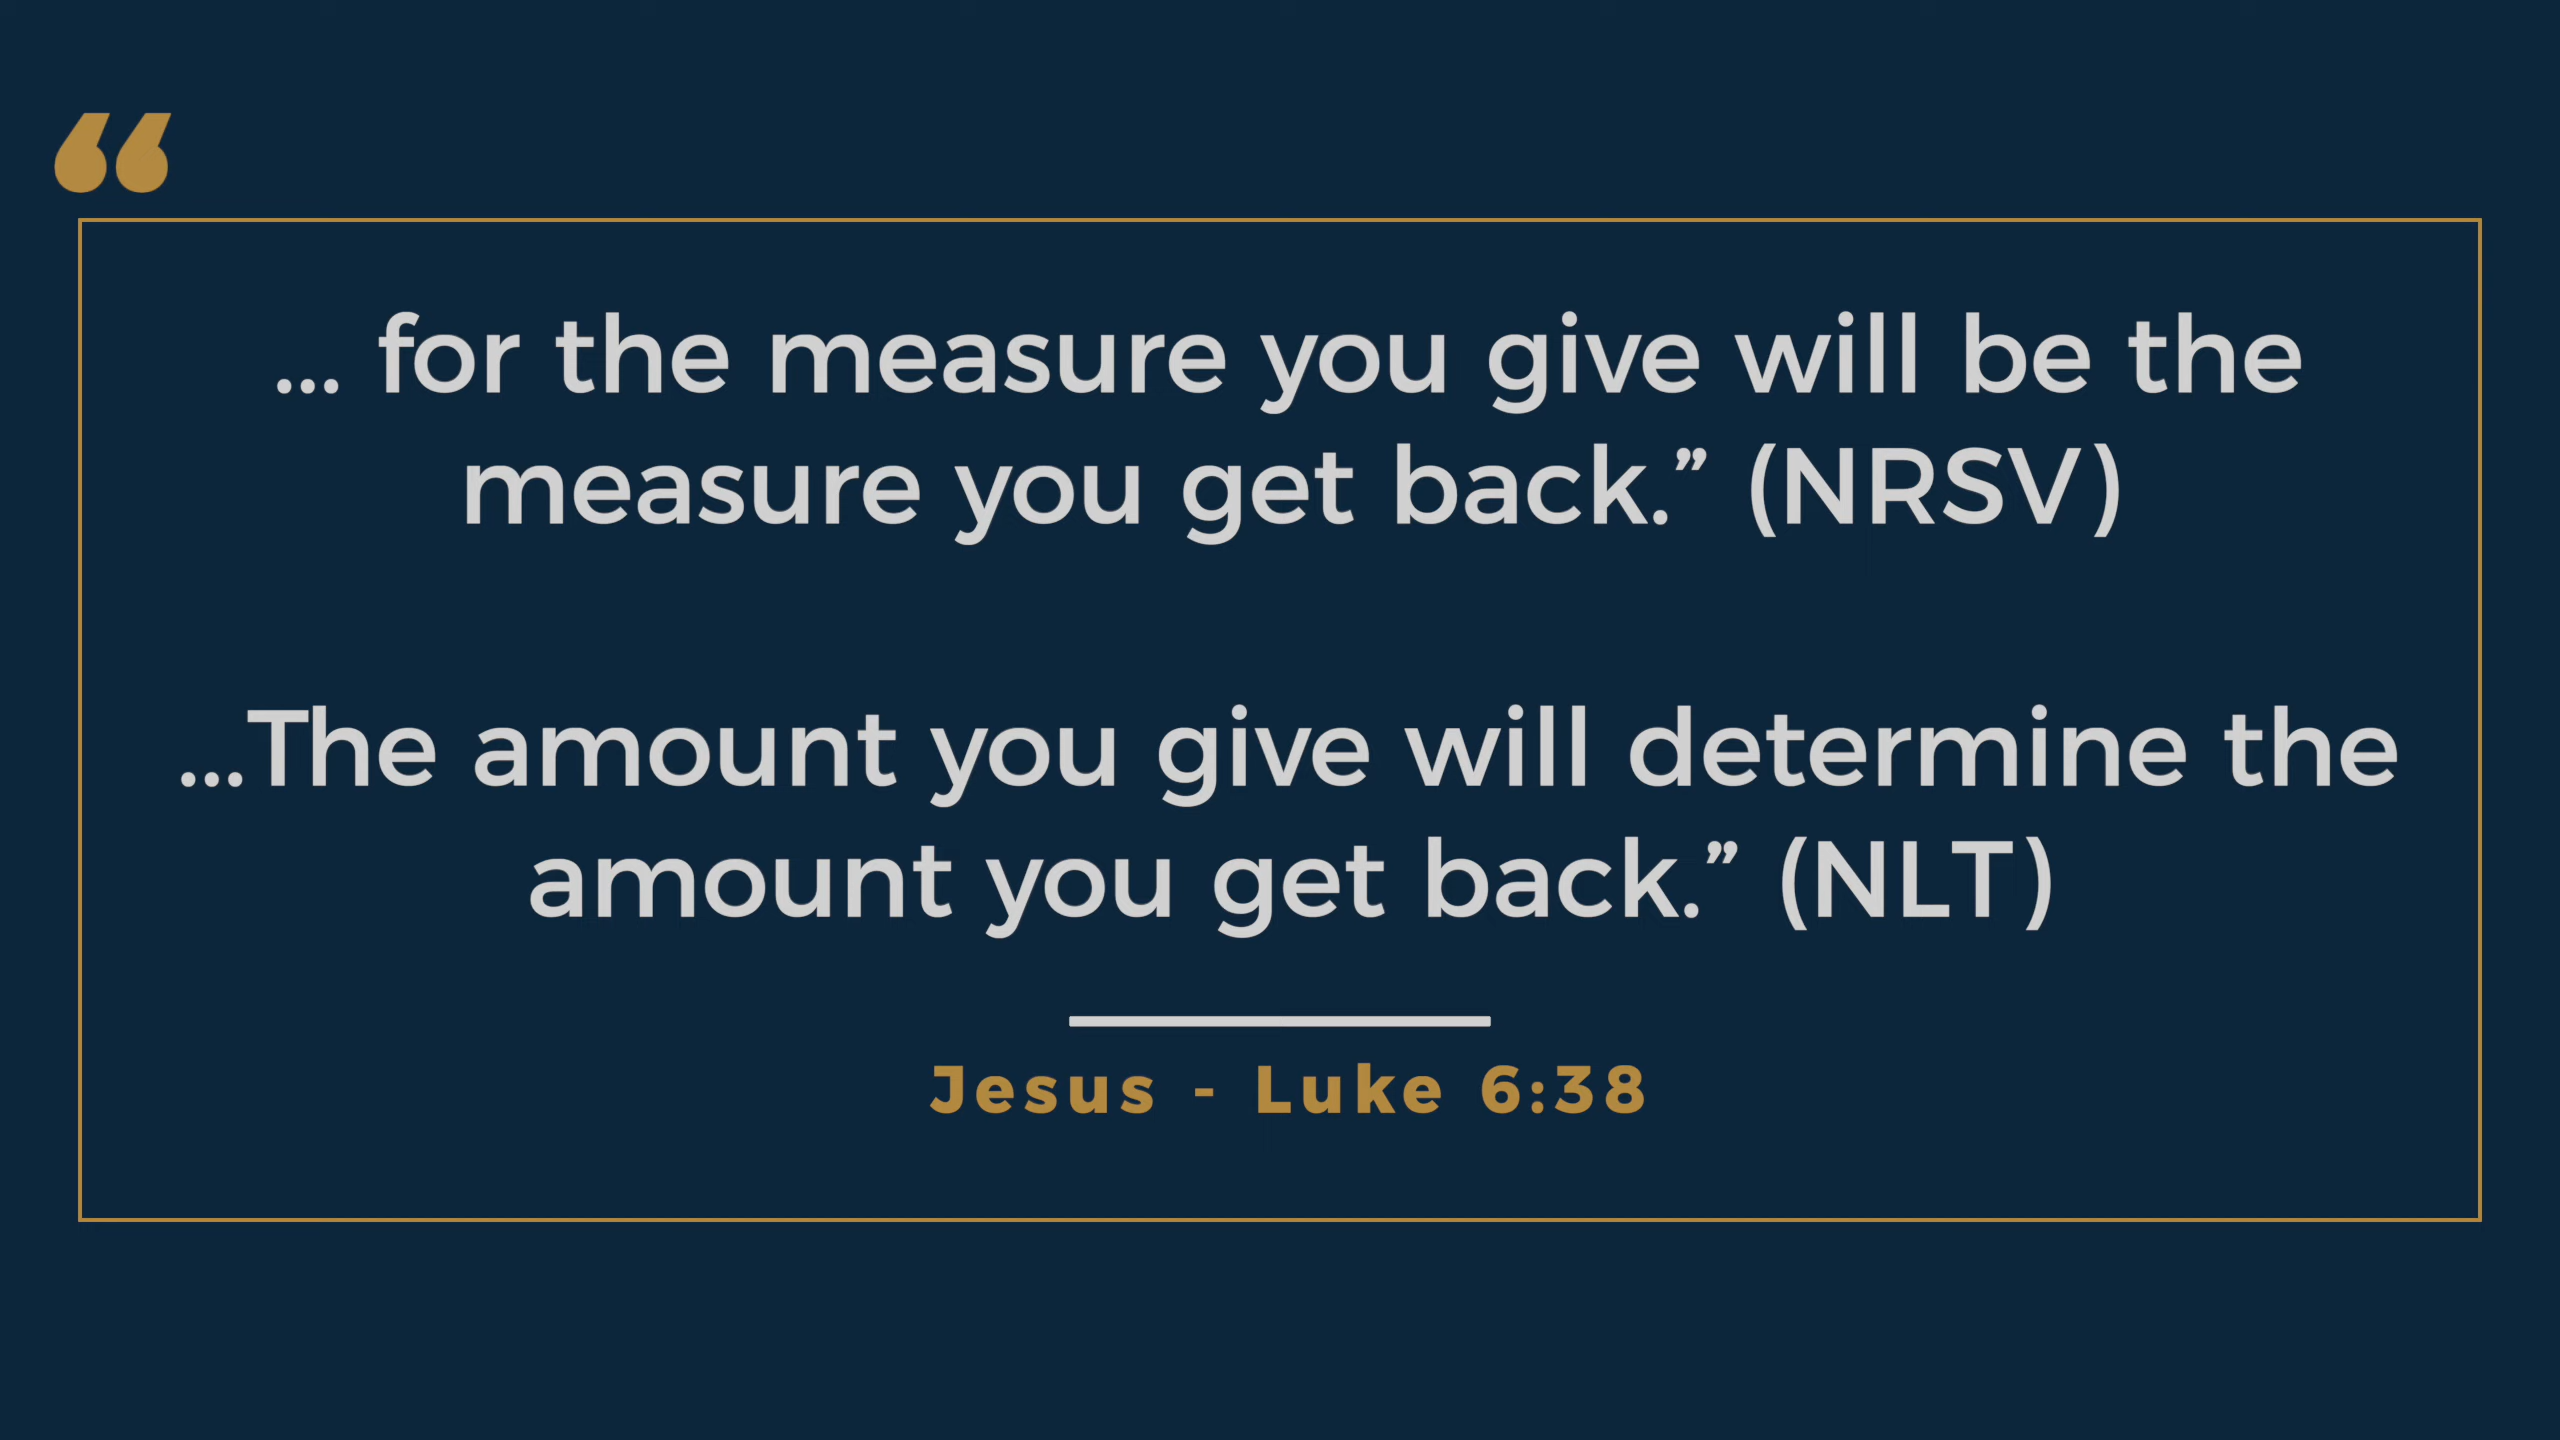 “
... for the measure you give will be the
measure you get back.” (NRSV)
...The amount you give will determine the
amount you get back.” (NLT)
Jesus - Luke 6:38